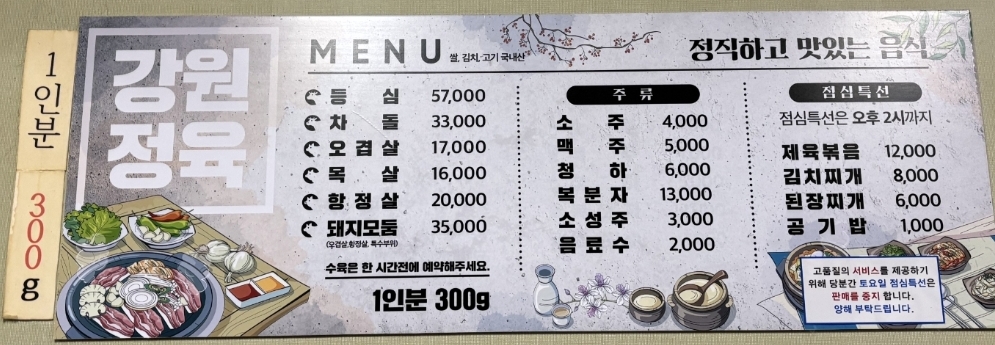 1인분
300g
강원
정육
MENU 쌀, 김치, 고기 국내산
정직하고 맛있는 음식
등 심 57,000
차 돌 33,000
오겹살 17,000
목 살 16,000
항정살 20,000
돼지모둠 35,000
(우겹살,항정살, 특수부위)
수육은 한 시간전에 예약해주세요.
1인분 300g
주 류
소 주 4,000
맥 주 5,000
청 하 6,000
복분자 13,000
소성주 3,000
음료수 2,000
점심특선
점심특선은 오후 2시까지
제육볶음 12,000
김치찌개 8,000
된장찌개 6,000
공 기 밥 1,000
고품질의 서비스를 제공하기
위해 당분간 토요일 점심특선은
판매를 중지 합니다.
양해 부탁드립니다.